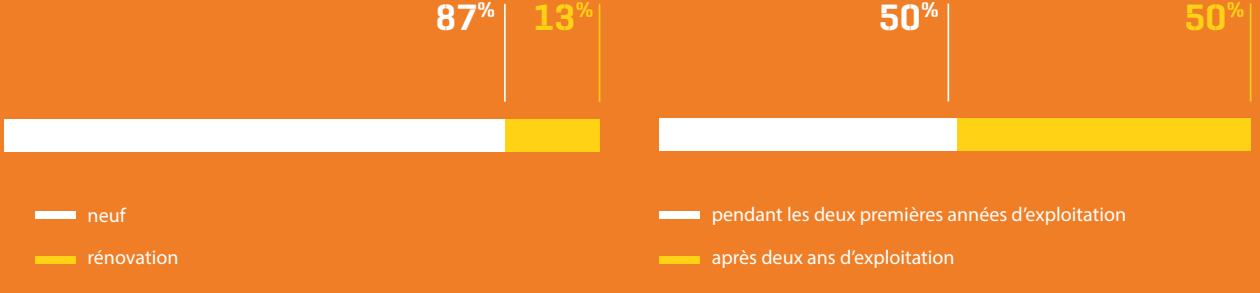 87% 13%
neuf
rénovation
50% 50%
pendant les deux premières années d’exploitation
après deux ans d’exploitation